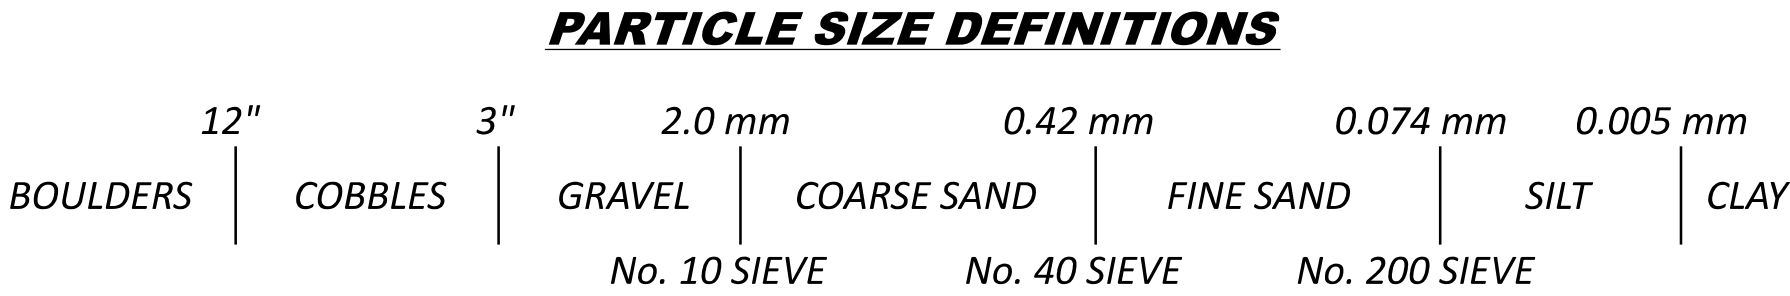 PARTICLE SIZE DEFINITIONS
12" 3" 2.0 mm 0.42 mm 0.074 mm 0.005 mm
BOULDERS COBBLES GRAVEL COARSE SAND FINE SAND SILT CLAY
No. 10 SIEVE No. 40 SIEVE No. 200 SIEVE